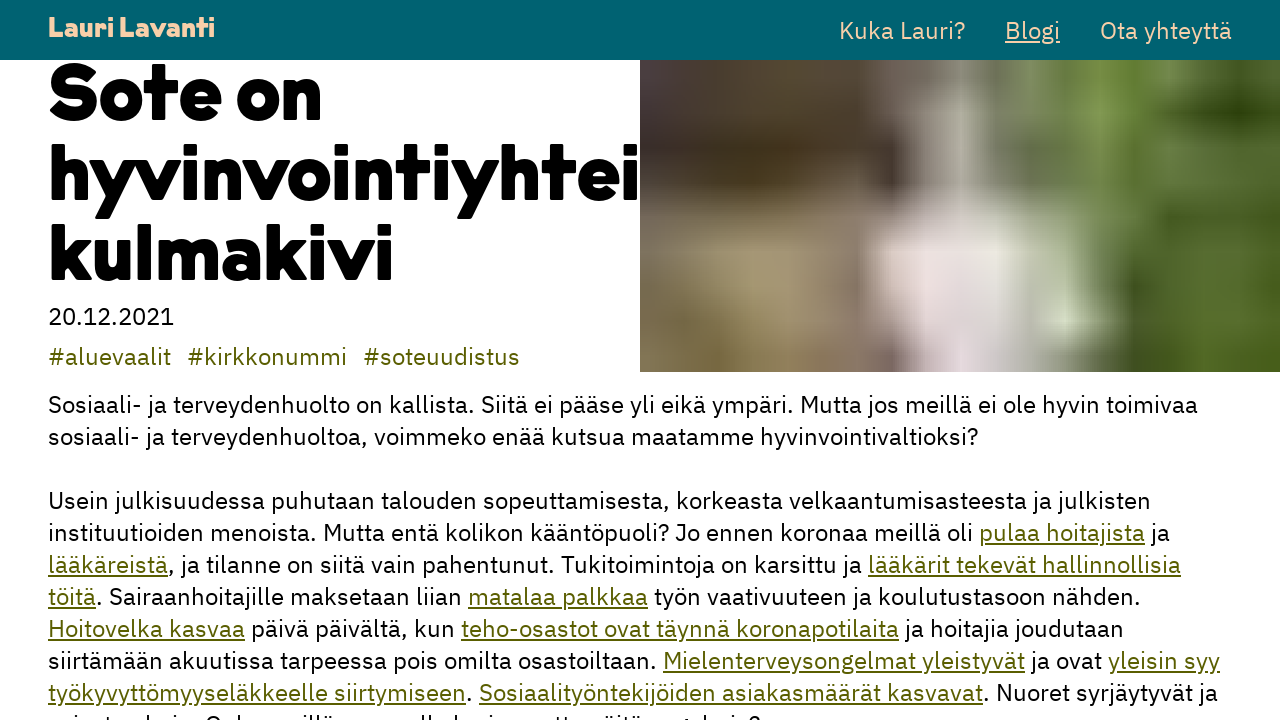 Lauri Lavanti
Kuka Lauri? Blogi Ota yhteyttä
Sote on
hyvinvointiyhtei
kulmakivi
20.12.2021
#aluevaalit #kirkkonummi #soteuudistus
Sosiaali- ja terveydenhuolto on kallista. Siitä ei pääse yli eikä ympäri. Mutta jos meillä ei ole hyvin toimivaa
sosiaali- ja terveydenhuoltoa, voimmeko enää kutsua maatamme hyvinvointivaltioksi?
Usein julkisuudessa puhutaan talouden sopeuttamisesta, korkeasta velkaantumisasteesta ja julkisten
instituutioiden menoista. Mutta entä kolikon kääntöpuoli? Jo ennen koronaa meillä oli pulaa hoitajista ja
lääkäreistä, ja tilanne on siitä vain pahentunut. Tukitoimintoja on karsittu ja lääkärit tekevät hallinnollisia
töitä. Sairaanhoitajille maksetaan liian matalaa palkkaa työn vaativuuteen ja koulutustasoon nähden.
Hoitovelka kasvaa päivä päivältä, kun teho-osastot ovat täynnä koronapotilaita ja hoitajia joudutaan
siirtämään akuutissa tarpeessa pois omilta osastoiltaan. Mielenterveysongelmat yleistyvät ja ovat yleisin syy
työkyvyttömyyseläkkeelle siirtymiseen. Sosiaalityöntekijöiden asiakasmäärät kasvavat. Nuoret syrjäytyvät ja